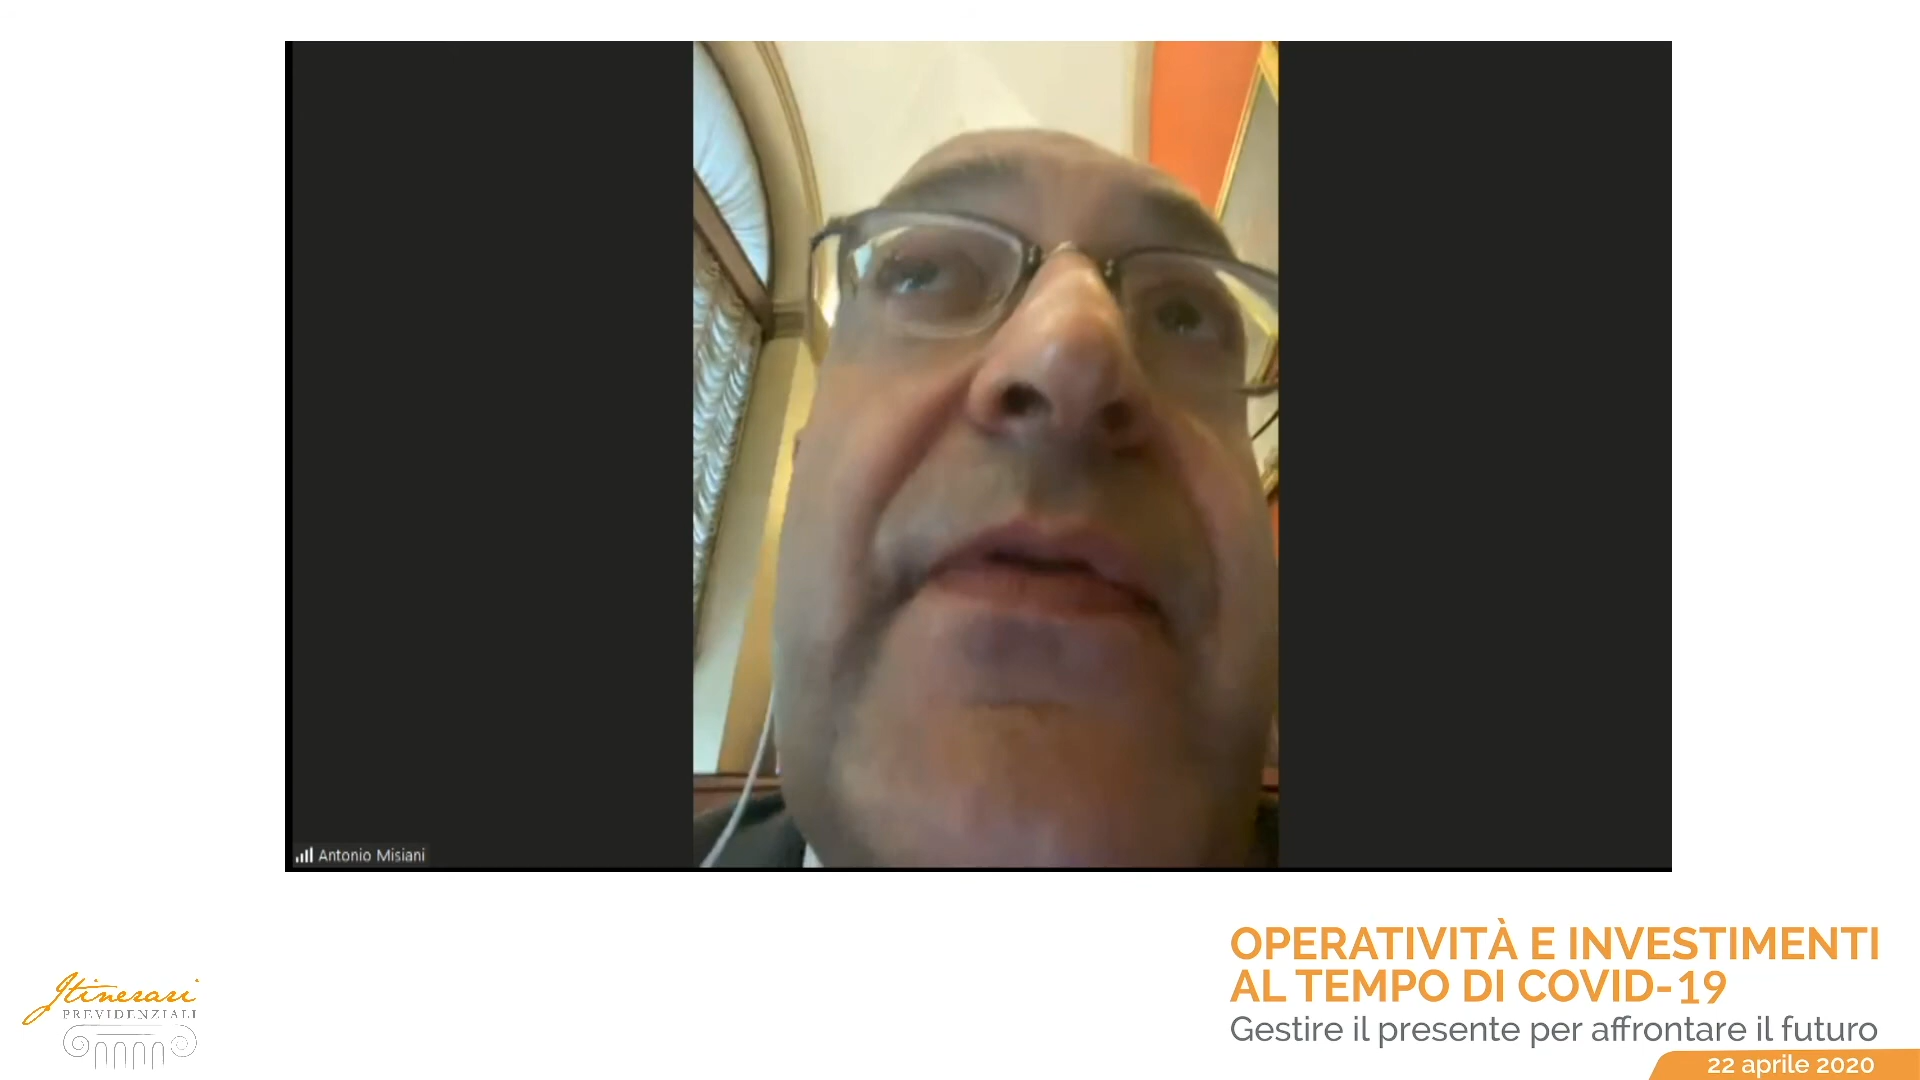 Antonio Misiani
OPERATIVITÀ E INVESTIMENTI
AL TEMPO DI COVID-19
Gestire il presente per affrontare il futuro
22 aprile 2020
Itinerari
PREVIDENZIALI